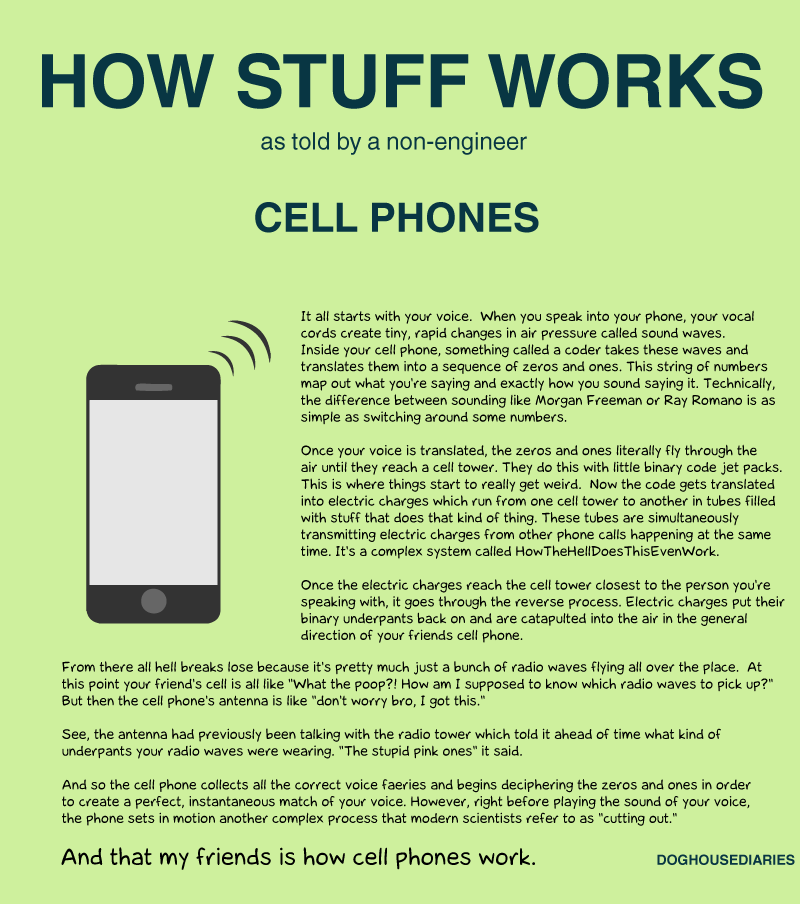 HOW STUFF WORKS
as told by a non-engineer
CELL PHONES
It all starts with your voice.  When you speak into your phone, your vocal
cords create tiny, rapid changes in air pressure called sound waves.
Inside your cell phone, something called a coder takes these waves and
translates them into a sequence of zeros and ones. This string of numbers
map out what you're saying and exactly how you sound saying it. Technically,
the difference between sounding like Morgan Freeman or Ray Romano is as
simple as switching around some numbers.
Once your voice is translated, the zeros and ones literally fly through the
air until they reach a cell tower. They do this with little binary code jet packs.
This is where things start to really get weird.  Now the code gets translated
into electric charges which run from one cell tower to another in tubes filled
with stuff that does that kind of thing. These tubes are simultaneously
transmitting electric charges from other phone calls happening at the same
time. It's a complex system called HowTheHellDoesThisEvenWork.
Once the electric charges reach the cell tower closest to the person you're
speaking with, it goes through the reverse process. Electric charges put their
binary underpants back on and are catapulted into the air in the general
direction of your friends cell phone.
From there all hell breaks lose because it's pretty much just a bunch of radio waves flying all over the place.  At
this point your friend's cell is all like "What the poop?! How am I supposed to know which radio waves to pick up?"
But then the cell phone's antenna is like "don't worry bro, I got this."
See, the antenna had previously been talking with the radio tower which told it ahead of time what kind of
underpants your radio waves were wearing. "The stupid pink ones" it said.
And so the cell phone collects all the correct voice faeries and begins deciphering the zeros and ones in order
to create a perfect, instantaneous match of your voice. However, right before playing the sound of your voice,
the phone sets in motion another complex process that modern scientists refer to as "cutting out."
And that my friends is how cell phones work.
DOGHOUSEDIARIES